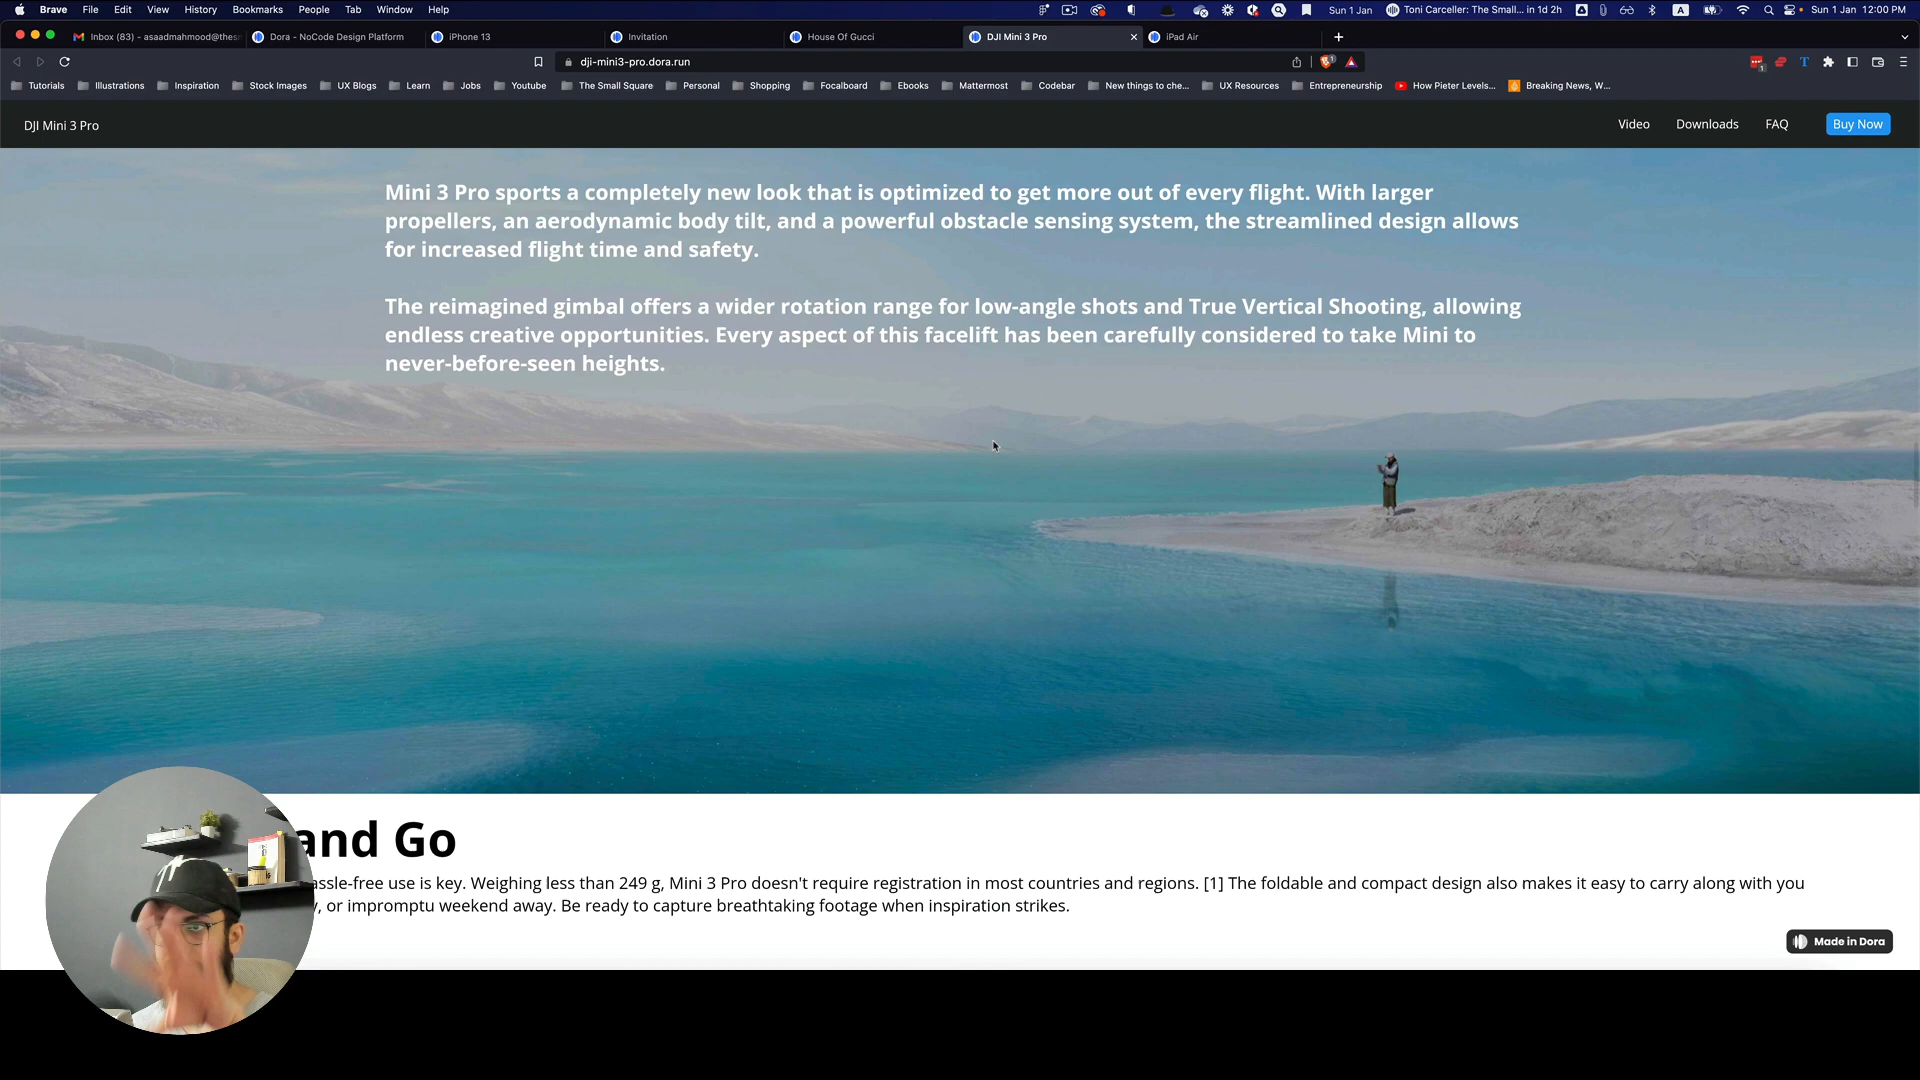 Brave File Edit View History Bookmarks People Tab Window Help Sun 1 Jan Toni Carceller: The Small... in 1d 2h A Sun 1 Jan 12:00 PM
Inbox (83) - asaadmahmood@thes Dora - NoCode Design Platform iPhone 13 Invitation House Of Gucci DJI Mini 3 Pro iPad Air
dji-mini3-pro.dora.run
Tutorials Illustrations Inspiration Stock Images UX Blogs Learn Jobs Youtube The Small Square Personal Shopping Focalboard Ebooks Mattermost Codebar New things to che... UX Resources Entrepreneurship How Pieter Levels... Breaking News, W...
DJI Mini 3 Pro Video Downloads FAQ Buy Now
Mini 3 Pro sports a completely new look that is optimized to get more out of every flight. With larger
propellers, an aerodynamic body tilt, and a powerful obstacle sensing system, the streamlined design allows
for increased flight time and safety.
The reimagined gimbal offers a wider rotation range for low-angle shots and True Vertical Shooting, allowing
endless creative opportunities. Every aspect of this facelift has been carefully considered to take Mini to
never-before-seen heights.
and Go
assle-free use is key. Weighing less than 249 g, Mini 3 Pro doesn't require registration in most countries and regions. [1] The foldable and compact design also makes it easy to carry along with you
, or impromptu weekend away. Be ready to capture breathtaking footage when inspiration strikes.
Made in Dora